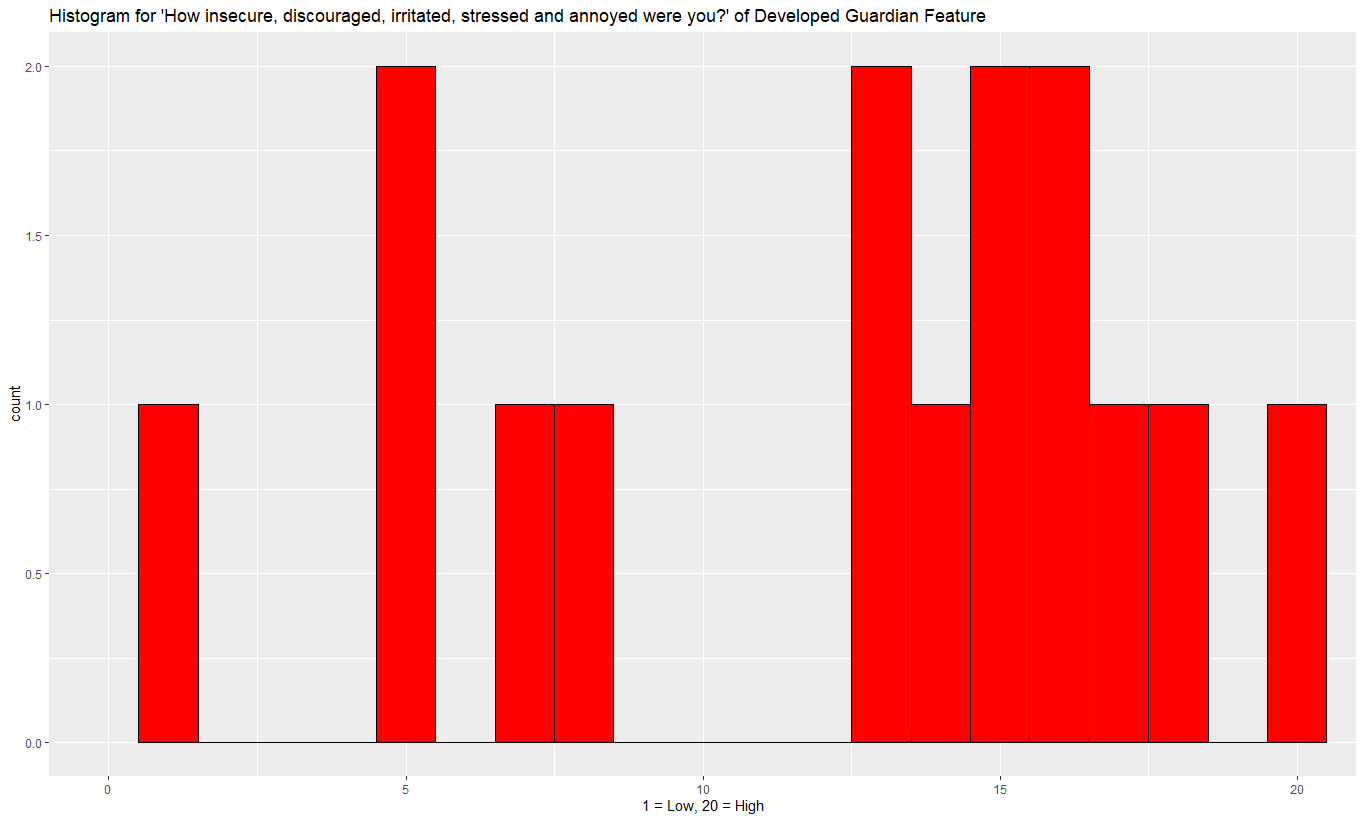 Histogram for 'How insecure, discouraged, irritated, stressed and annoyed were you?' of Developed Guardian Feature
2.0
1.5
count
1.0
0.5
0.0
0 5 10 15 20
1 = Low, 20 = High